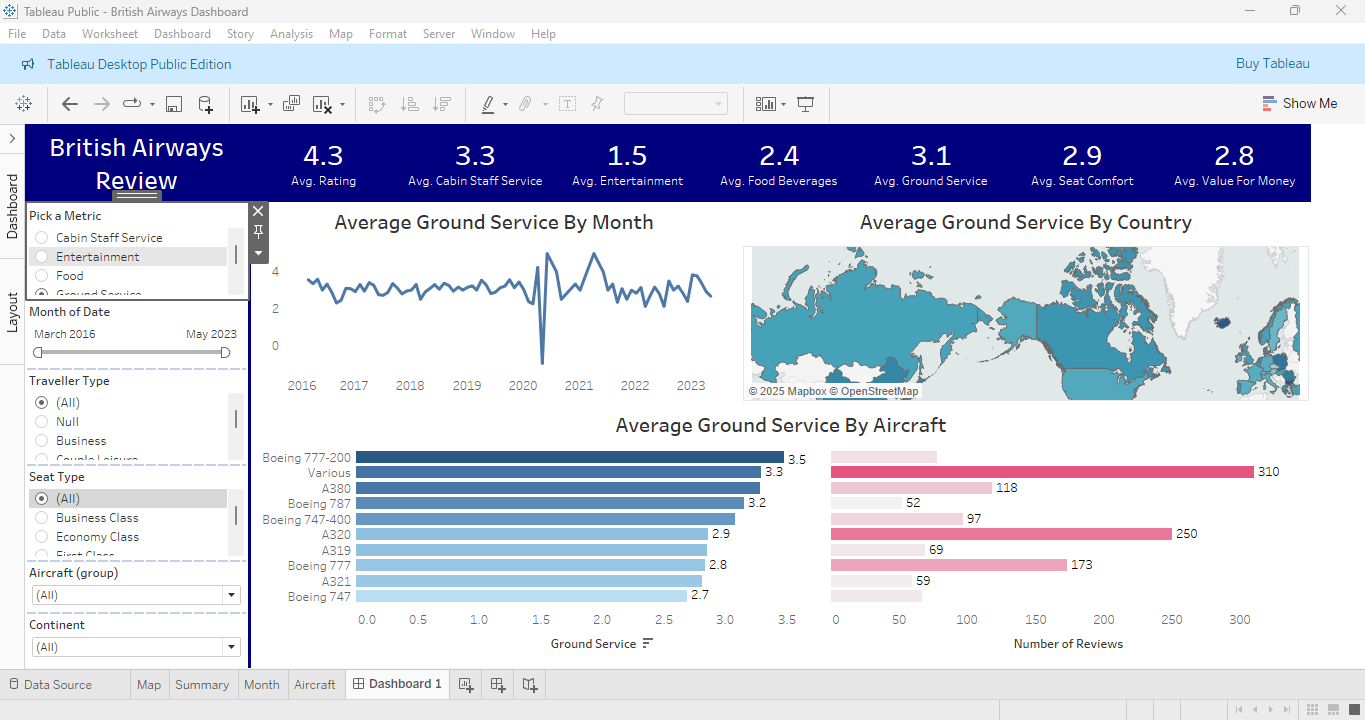 Tableau Public - British Airways Dashboard
File Data Worksheet Dashboard Story Analysis Map Format Server Window Help
Tableau Desktop Public Edition
Buy Tableau
Show Me
Dashboard
Layout
British Airways
Review
4.3
Avg. Rating
3.3
Avg. Cabin Staff Service
1.5
Avg. Entertainment
2.4
Avg. Food Beverages
3.1
Avg. Ground Service
2.9
Avg. Seat Comfort
2.8
Avg. Value For Money
Pick a Metric
Cabin Staff Service
Entertainment
Food
Ground Service
Month of Date
March 2016 May 2023
Traveller Type
(All)
Null
Business
Couple Leisure
Seat Type
(All)
Business Class
Economy Class
First Class
Aircraft (group)
(All)
Continent
(All)
Average Ground Service By Month
4
2
0
2016 2017 2018 2019 2020 2021 2022 2023
Average Ground Service By Country
© 2025 Mapbox © OpenStreetMap
Average Ground Service By Aircraft
Boeing 777-200 3.5
Various 3.3 310
A380 118
Boeing 787 3.2 52
Boeing 747-400 97
A320 2.9 250
A319 69
Boeing 777 2.8 173
A321 59
Boeing 747 2.7
0.0 0.5 1.0 1.5 2.0 2.5 3.0 3.5
Ground Service
0 50 100 150 200 250 300
Number of Reviews
Data Source Map Summary Month Aircraft Dashboard 1